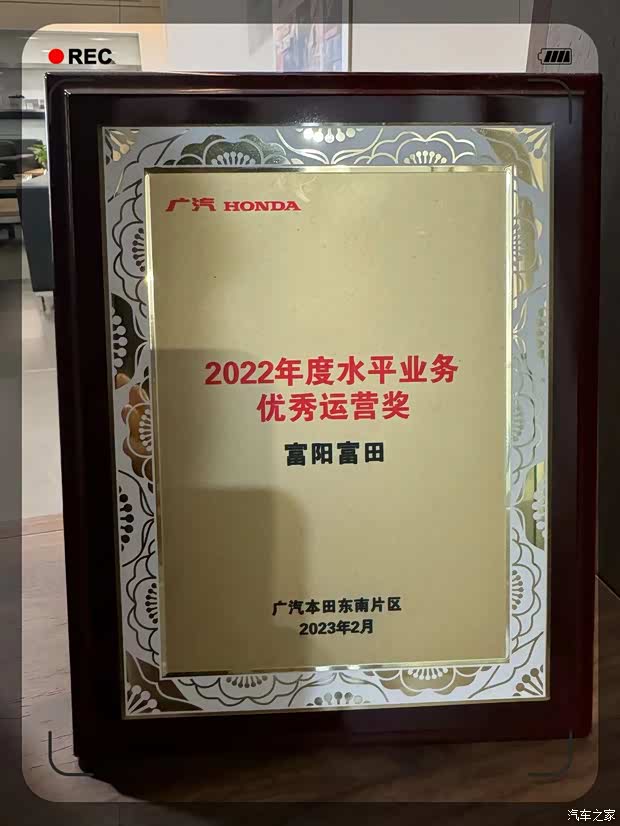 REC
广汽 HONDA
2022年度水平业务
优秀运营奖
富阳富田
广汽本田东南片区
2023年2月
汽车之家